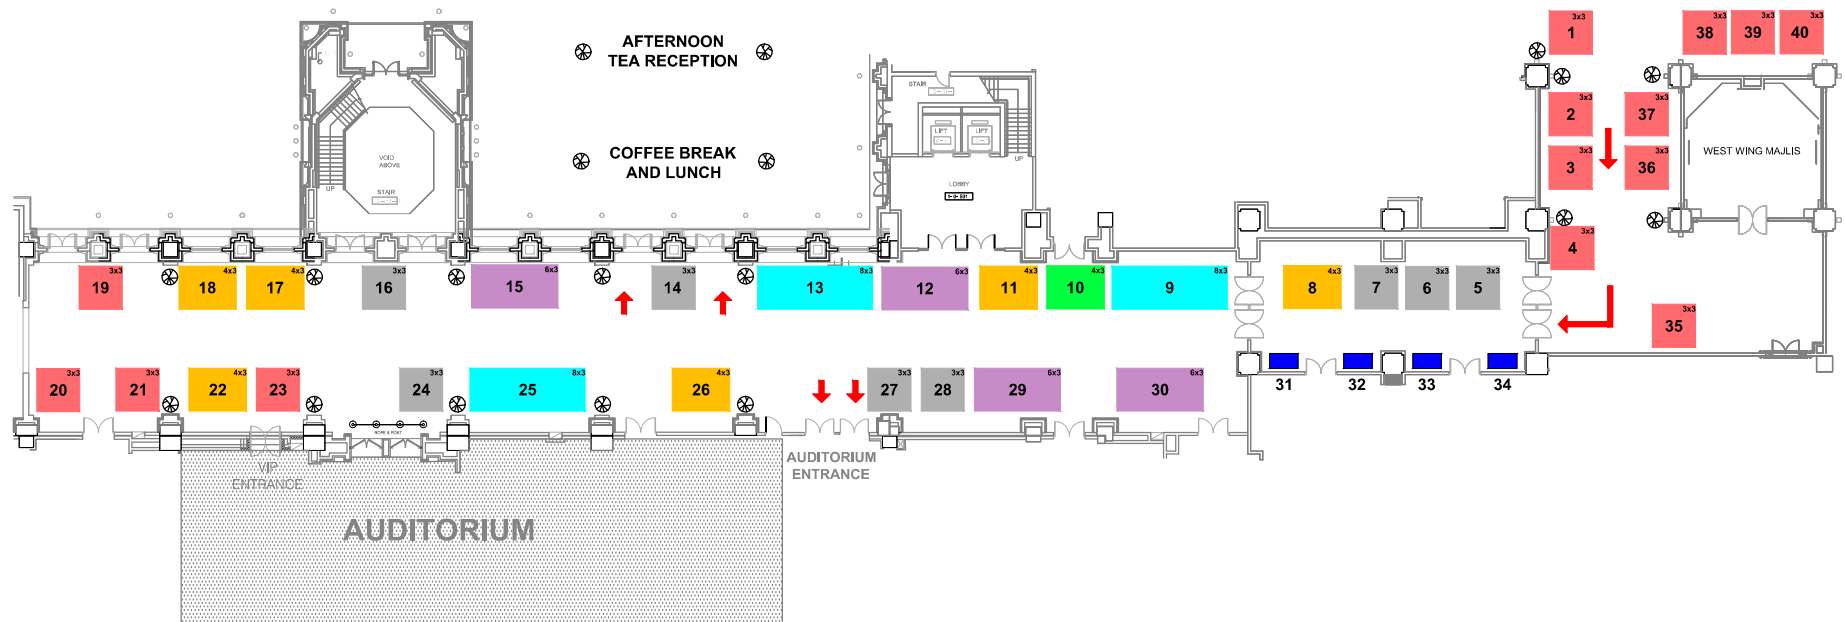 AFTERNOON
TEA RECEPTION
COFFEE BREAK
AND LUNCH
VOID
ABOVE
UP
STAIR
STAIR
LIFT
LIFT
UP
LOBBY
3x3
1
3x3
38
3x3
39
3x3
40
3x3
2
3x3
37
3x3
3
3x3
36
WEST WING MAJLIS
3x3
4
3x3
19
4x3
18
4x3
17
3x3
16
6x3
15
3x3
14
8x3
13
6x3
12
4x3
11
4x3
10
8x3
9
4x3
8
3x3
7
3x3
6
3x3
5
3x3
35
3x3
20
3x3
21
4x3
22
3x3
23
3x3
24
8x3
25
4x3
26
3x3
27
3x3
28
6x3
29
6x3
30
31
32
33
34
ROPE & POST
VIP
ENTRANCE
AUDITORIUM
ENTRANCE
AUDITORIUM